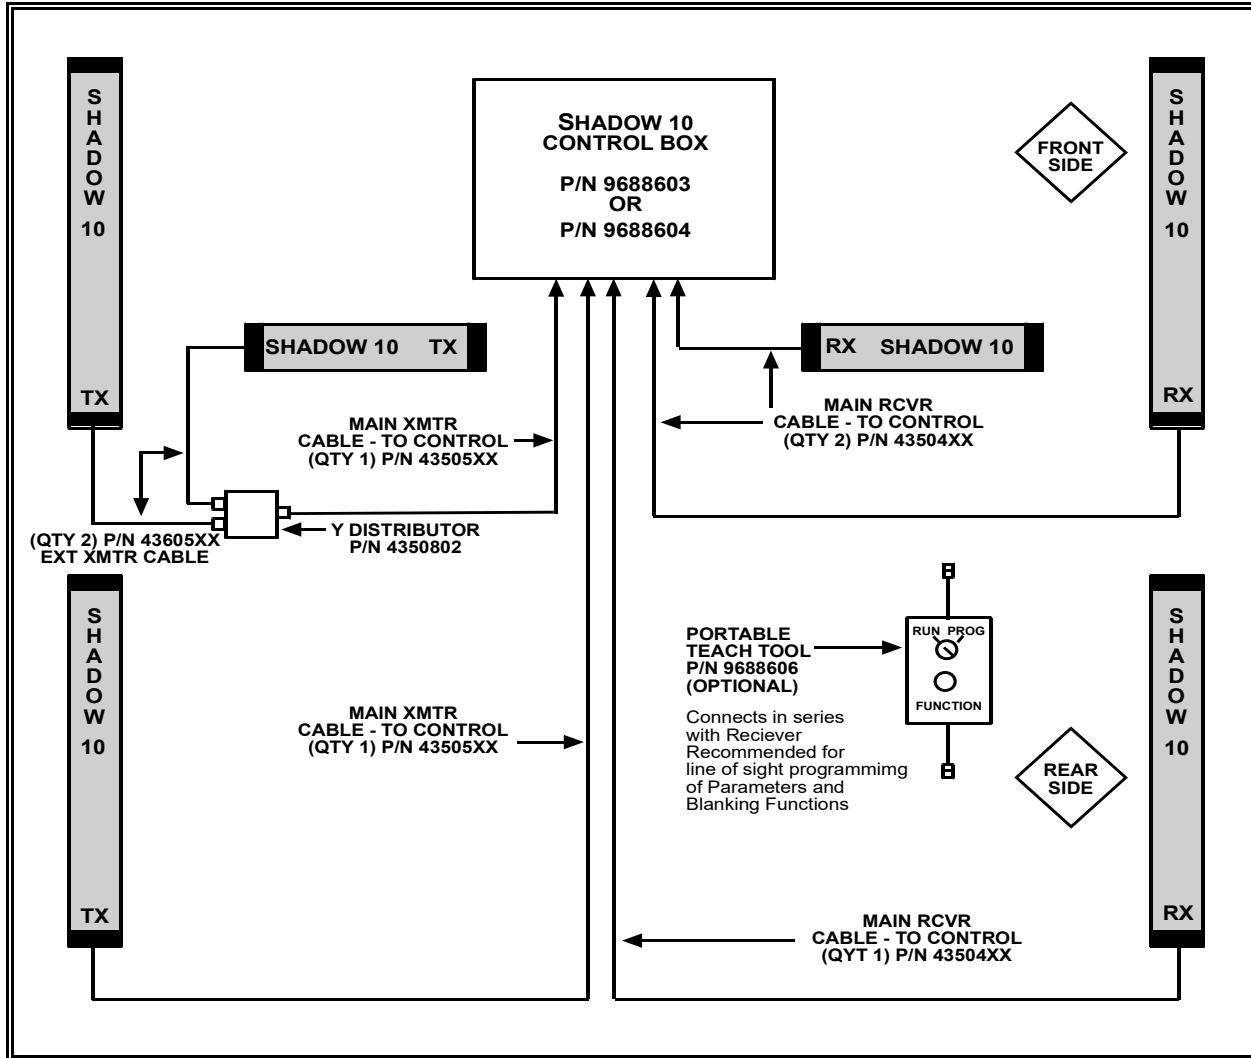 SHADOW 10
TX
SHADOW 10
CONTROL BOX
P/N 9688603
OR
P/N 9688604
FRONT
SIDE
SHADOW 10
RX
SHADOW 10 TX
RX SHADOW 10
MAIN XMTR
CABLE - TO CONTROL
(QTY 1) P/N 43505XX
MAIN RCVR
CABLE - TO CONTROL
(QTY 2) P/N 43504XX
(QTY 2) P/N 43605XX
EXT XMTR CABLE
Y DISTRIBUTOR
P/N 4350802
SHADOW 10
TX
MAIN XMTR
CABLE - TO CONTROL
(QTY 1) P/N 43505XX
PORTABLE
TEACH TOOL
P/N 9688606
(OPTIONAL)
Connects in series
with Reciever
Recommended for
line of sight programmimg
of Parameters and
Blanking Functions
RUN PROG
FUNCTION
REAR
SIDE
SHADOW 10
RX
MAIN RCVR
CABLE - TO CONTROL
(QYT 1) P/N 43504XX